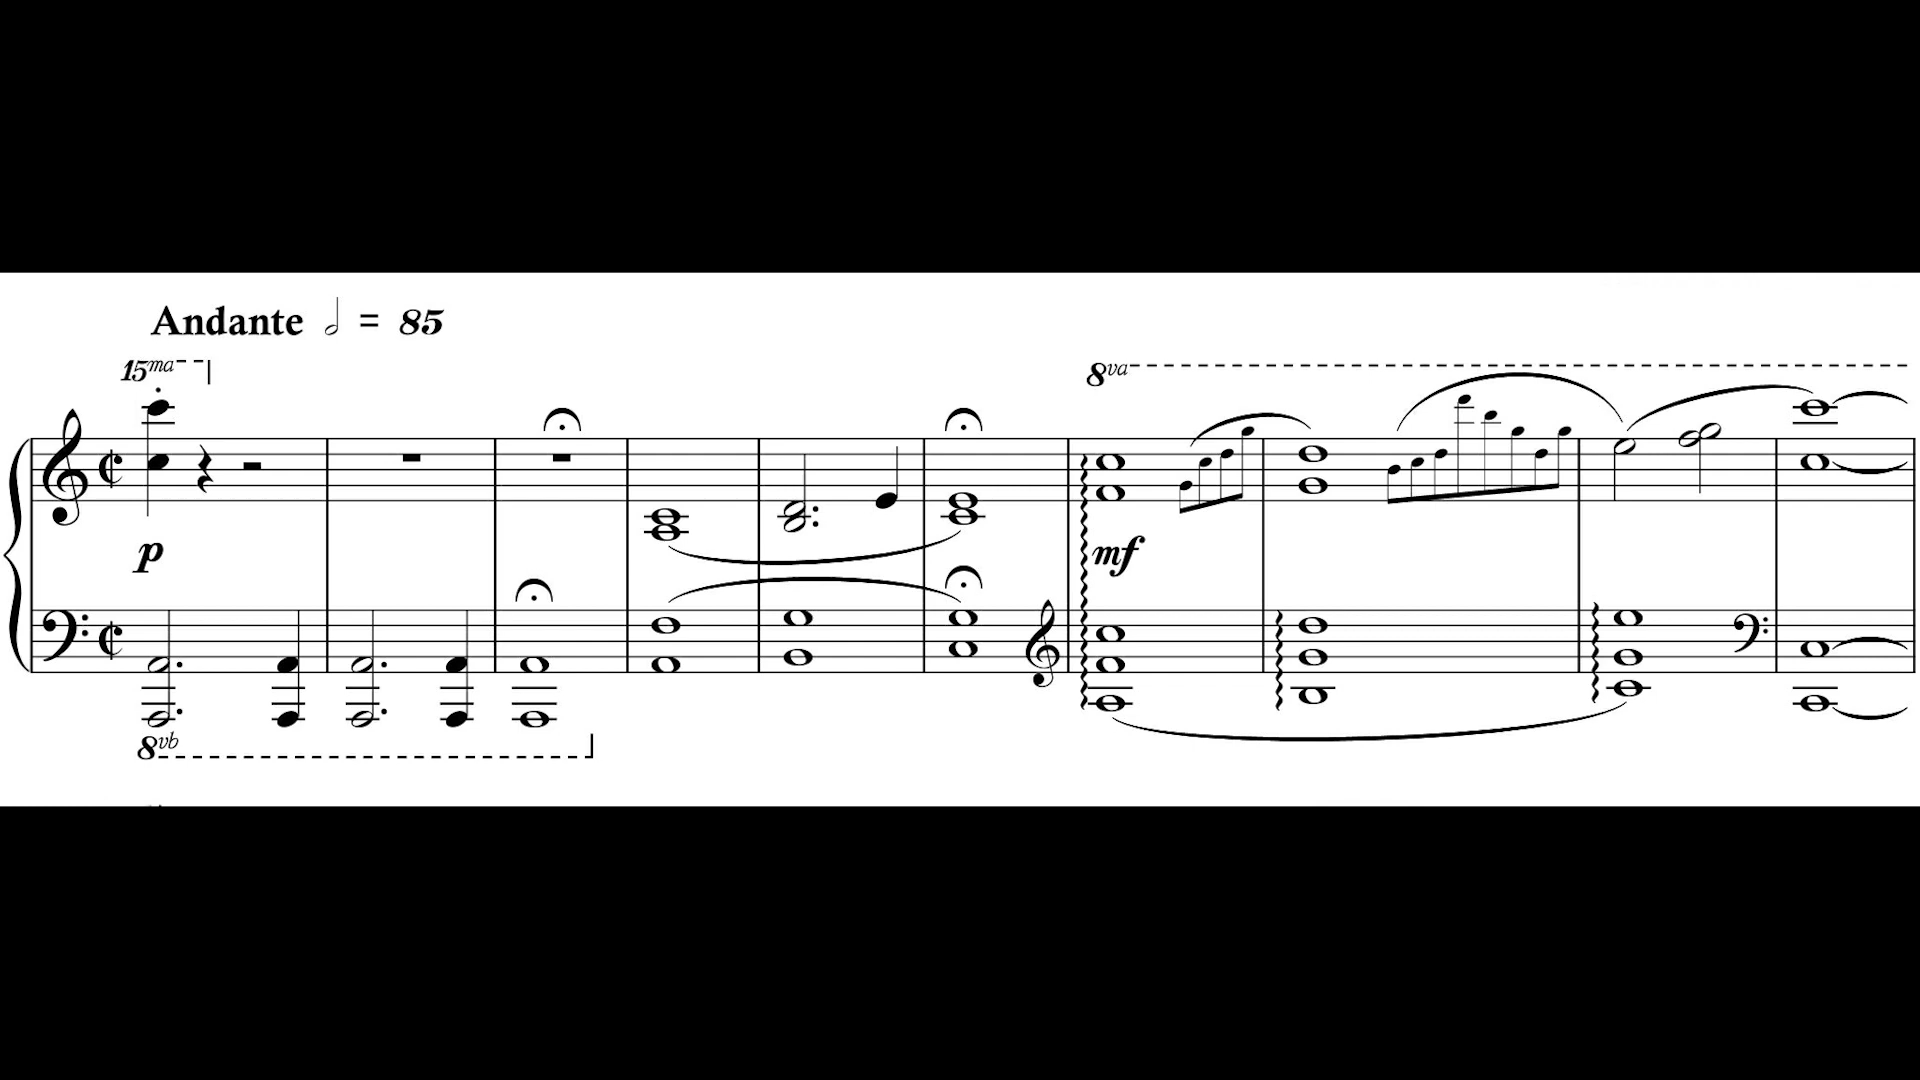 Andante 𝅗𝅥 = 85
15ma
8va
p
mf
8vb